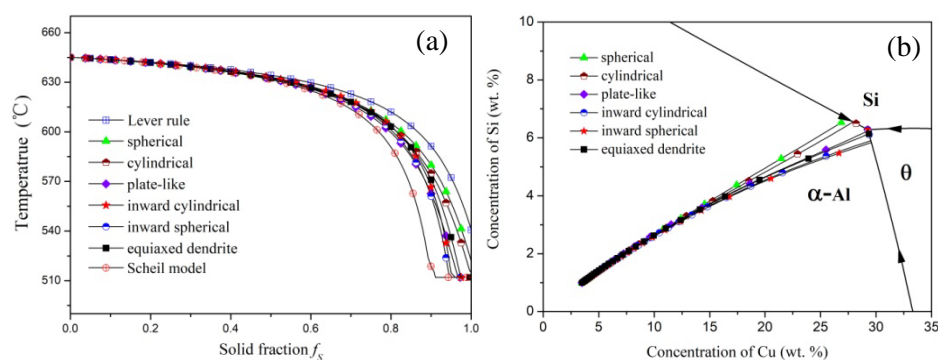 (a)
660
630
600
570
540
510
Temperatrue (℃)
Lever rule
spherical
cylindrical
plate-like
inward cylindrical
inward spherical
equiaxed dendrite
Scheil model
0.0 0.2 0.4 0.6 0.8 1.0
Solid fraction fs
(b)
10
8
6
4
2
0
Concentration of Si (wt. %)
spherical
cylindrical
plate-like
inward cylindrical
inward spherical
equiaxed dendrite
Si
θ
α-Al
0 5 10 15 20 25 30 35
Concentration of Cu (wt. %)